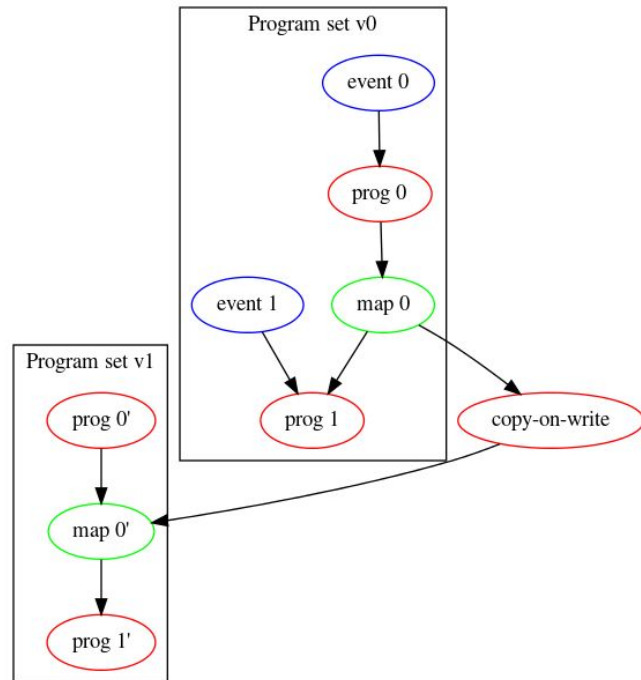 Program set v0
event 0
prog 0
event 1
map 0
prog 1
copy-on-write
Program set v1
prog 0'
map 0'
prog 1'